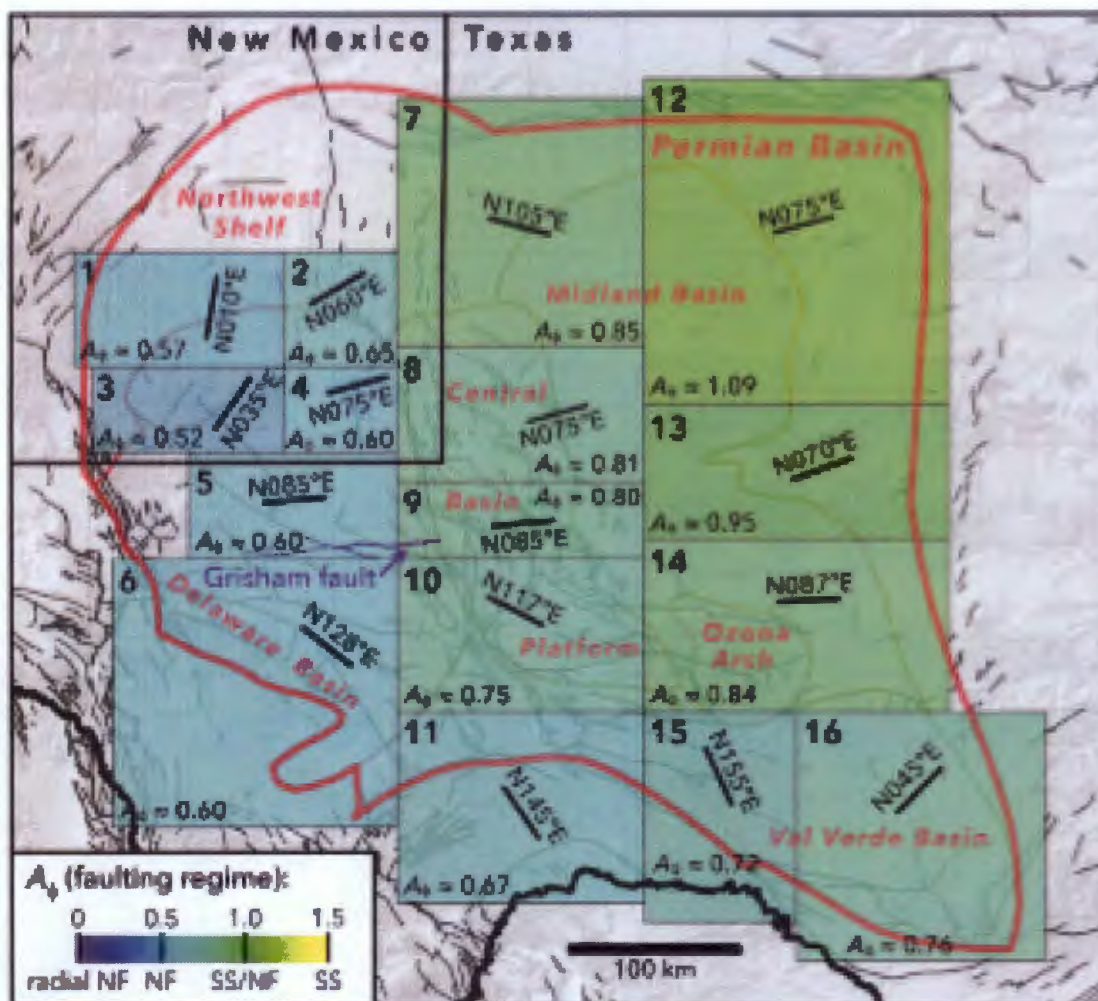 New Mexico Texas
12
7
Permian Basin
N105°E
N075°E
Northwest
Shelf
1
2
N010°E
N060°E
Midland Basin
Aϕ = 0.85
Aϕ = 0.57
Aϕ = 0.65
8
3
4
Central
N035°E
N075°E
Aϕ = 1.09
N075°E
13
Aϕ = 0.52
Aϕ = 0.60
Aϕ = 0.81
N070°E
5
N085°E
9
Basin
Aϕ = 0.80
Aϕ = 0.95
Aϕ = 0.60
N085°E
6
Grisham fault
10
14
Delaware Basin
N128°E
N117°E
N087°E
Platform
Ozona
Arch
Aϕ = 0.75
Aϕ = 0.84
11
15
16
N145°E
N155°E
N045°E
Aϕ = 0.60
Val Verde Basin
Aϕ = 0.67
Aϕ = 0.72
Aϕ = 0.76
Aϕ (faulting regime):
0 0.5 1.0 1.5
radial NF NF SS/NF SS
100 km